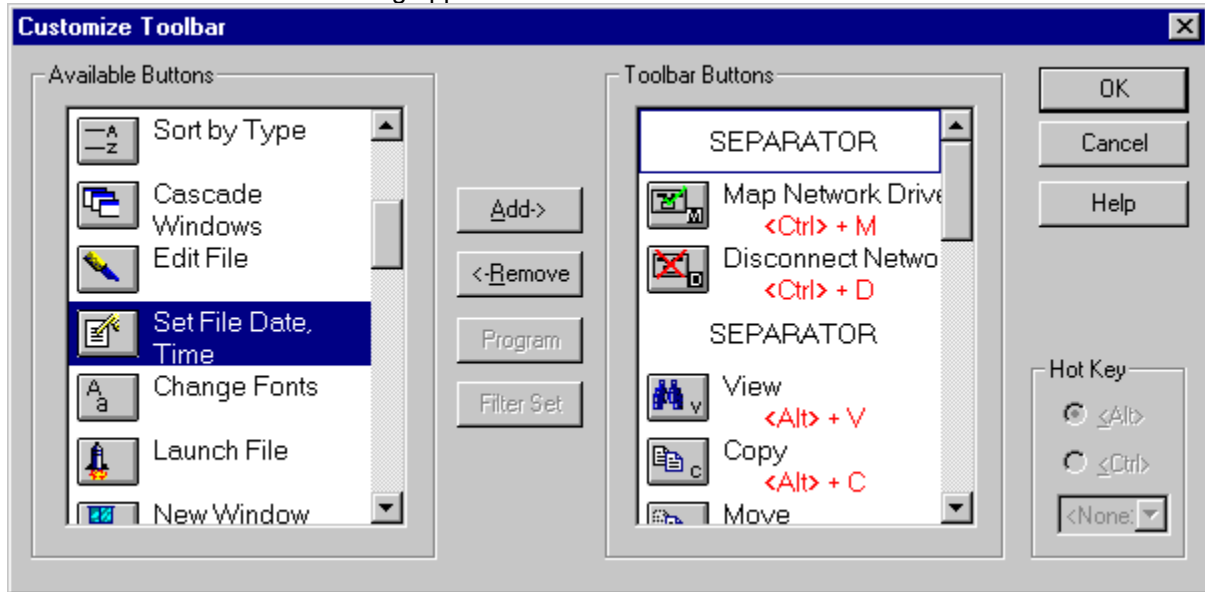 Customize Toolbar
Available Buttons
Sort by Type
Cascade
Windows
Edit File
Set File Date,
Time
Change Fonts
Launch File
New Window
Add->
<-Remove
Program
Filter Set
Toolbar Buttons
SEPARATOR
Map Network Drive
<Ctrl> + M
Disconnect Netwo
<Ctrl> + D
SEPARATOR
View
<Alt> + V
Copy
<Alt> + C
Move
OK
Cancel
Help
Hot Key
<Alt>
<Ctrl>
<None>